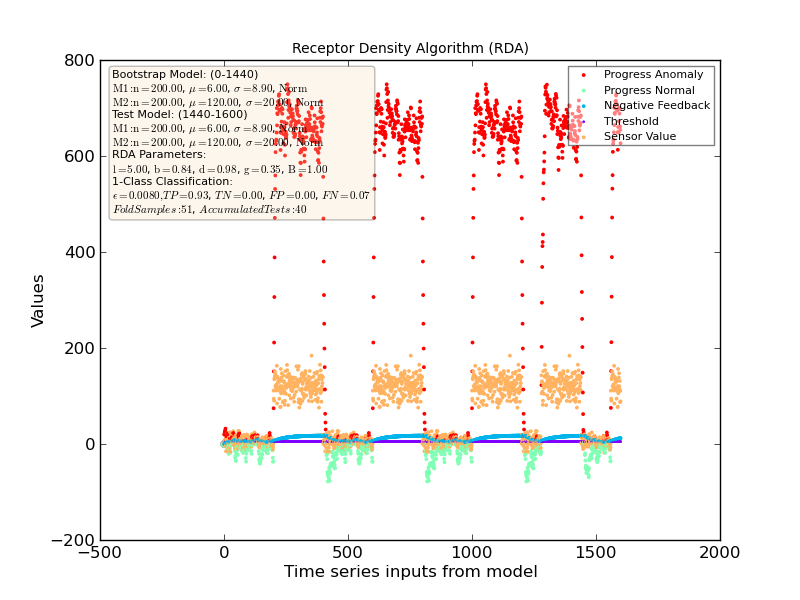 Receptor Density Algorithm (RDA)
Bootstrap Model: (0-1440)
M1:n=200.00, μ=6.00, σ=8.90, Norm
M2:n=200.00, μ=120.00, σ=20.00, Norm
Test Model: (1440-1600)
M1:n=200.00, μ=6.00, σ=8.90, Norm
M2:n=200.00, μ=120.00, σ=20.00, Norm
RDA Parameters:
l=5.00, b=0.84, d=0.98, g=0.35, B=1.00
1-Class Classification:
ϵ=0.0080,TP=0.93, TN=0.00, FP=0.00, FN=0.07
FoldSamples:51, AccumulatedTests:40
Progress Anomaly
Progress Normal
Negative Feedback
Threshold
Sensor Value
800
600
400
200
0
−200
Values
−500
0
500
1000
1500
2000
Time series inputs from model